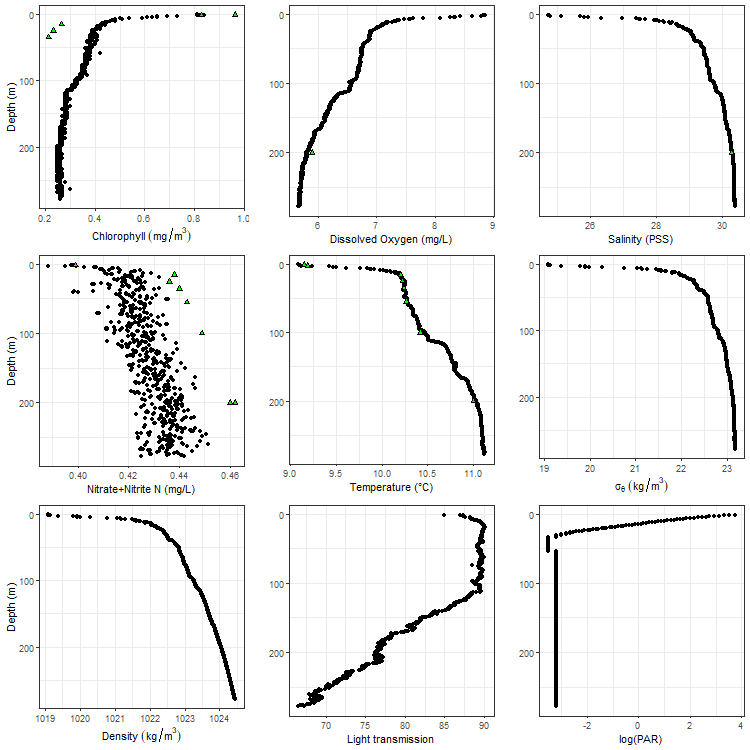 0
100
200
Depth (m)
0.2 0.4 0.6 0.8 1.0
Chlorophyll (mg/m³)
0
100
200
6 7 8 9
Dissolved Oxygen (mg/L)
0
100
200
26 28 30
Salinity (PSS)
0
100
200
Depth (m)
0.40 0.42 0.44 0.46
Nitrate+Nitrite N (mg/L)
0
100
200
9.0 9.5 10.0 10.5 11.0
Temperature (°C)
0
100
200
19 20 21 22 23
σθ (kg/m³)
0
100
200
Depth (m)
1019 1020 1021 1022 1023 1024
Density (kg/m³)
0
100
200
70 75 80 85 90
Light transmission
0
100
200
-2 0 2 4
log(PAR)